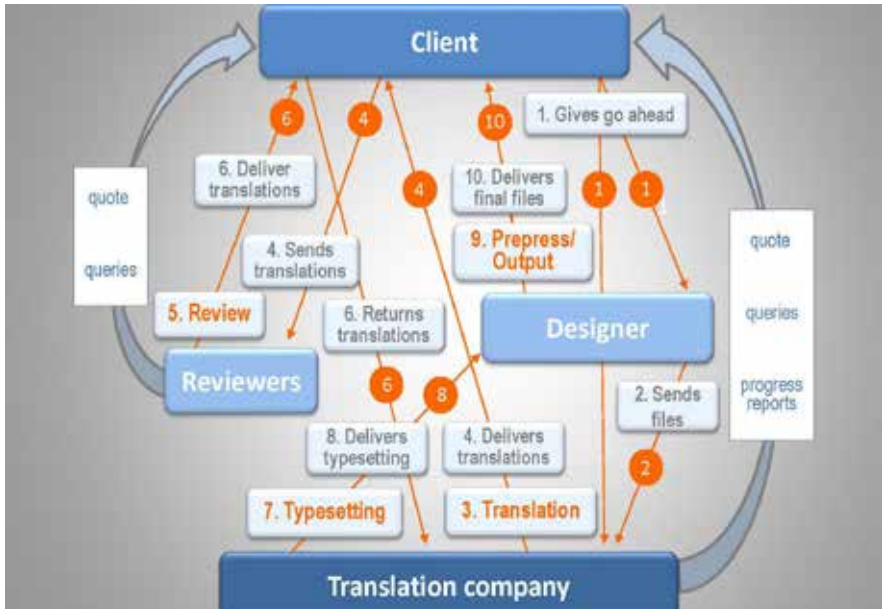 Client
6
4
10
1. Gives go ahead
6. Deliver
translations
4
10. Delivers
final files
1
1
quote
queries
4. Sends
translations
9. Prepress/
Output
quote
queries
progress
reports
5. Review
6. Returns
translations
Designer
Reviewers
6
8
2. Sends
files
8. Delivers
typesetting
4. Delivers
translations
2
7. Typesetting
3. Translation
Translation company